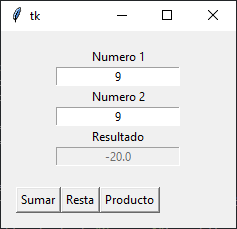 tk
Numero 1
9
Numero 2
9
Resultado
-20.0
Sumar Resta Producto